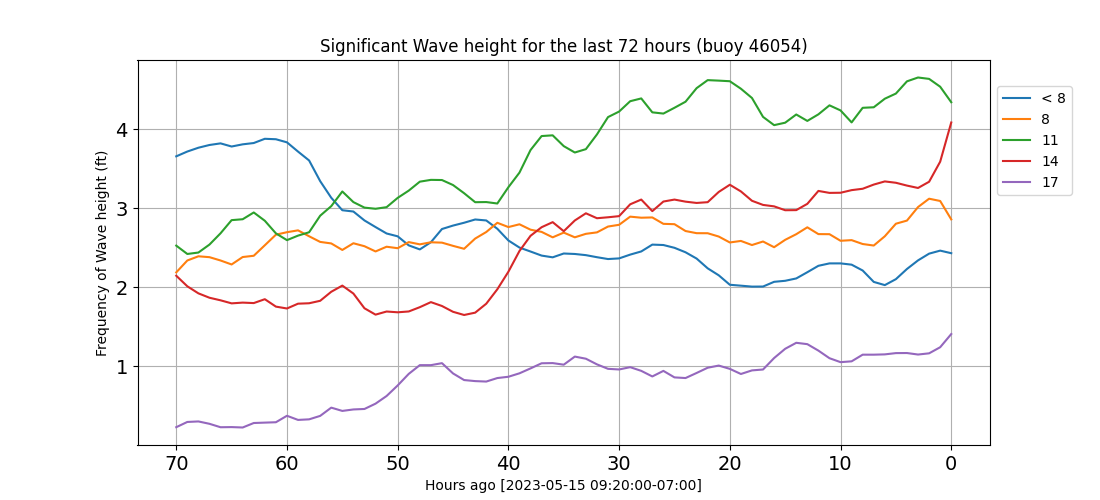 Significant Wave height for the last 72 hours (buoy 46054)
Frequency of Wave height (ft)
4
3
2
1
70 60 50 40 30 20 10 0
Hours ago [2023-05-15 09:20:00-07:00]
< 8
8
11
14
17